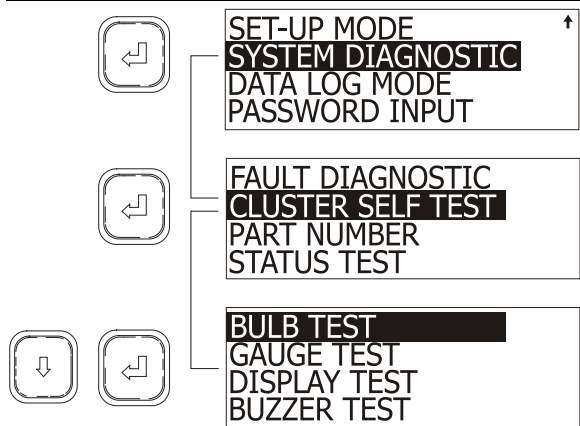 SET-UP MODE
SYSTEM DIAGNOSTIC
DATA LOG MODE
PASSWORD INPUT
FAULT DIAGNOSTIC
CLUSTER SELF TEST
PART NUMBER
STATUS TEST
BULB TEST
GAUGE TEST
DISPLAY TEST
BUZZER TEST